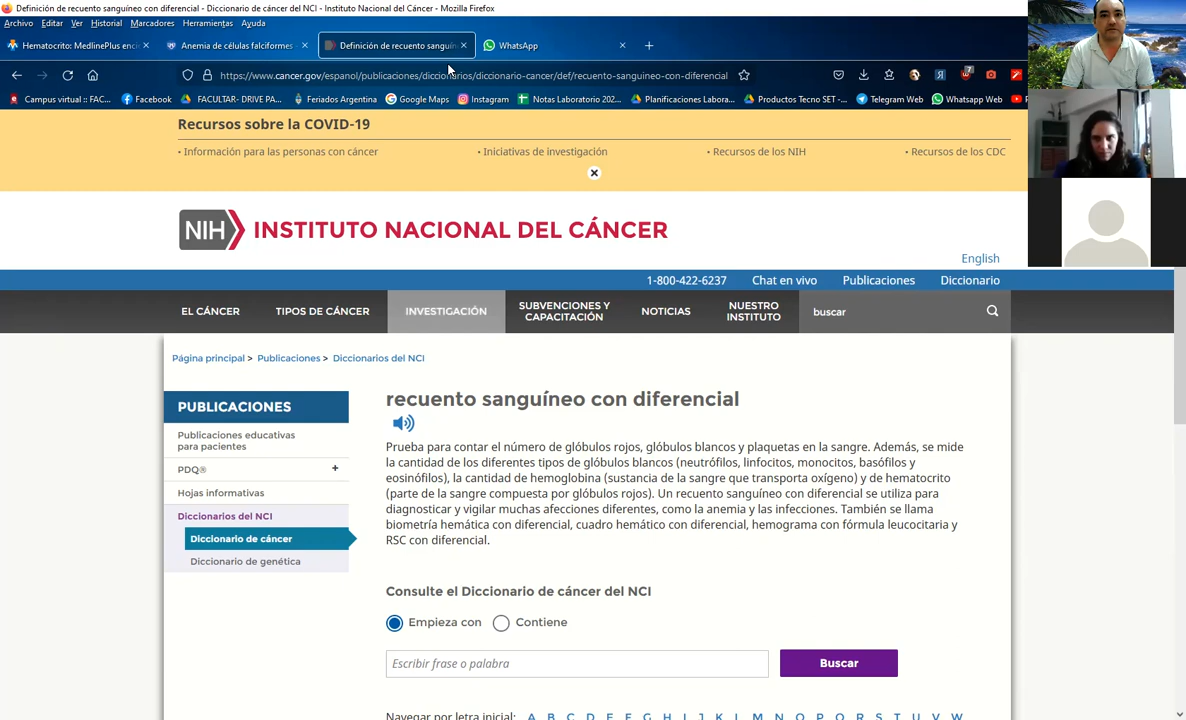 Definición de recuento sanguíneo con diferencial - Diccionario de cáncer del NCI - Instituto Nacional del Cáncer - Mozilla Firefox
Archivo Editar Ver Historial Marcadores Herramientas Ayuda
Hematocrito: MedlinePlus enci
Anemia de células falciformes
Definición de recuento sanguín
WhatsApp
https://www.cancer.gov/espanol/publicaciones/diccionarios/diccionario-cancer/def/recuento-sanguineo-con-diferencial
7
Campus virtual :: FAC... Facebook FACULTAR- DRIVE PA... Feriados Argentina Google Maps Instagram Notas Laboratorio 202... Planificaciones Labora... Productos Tecno SET -... Telegram Web Whatsapp Web
Recursos sobre la COVID-19
• Información para las personas con cáncer • Iniciativas de investigación • Recursos de los NIH • Recursos de los CDC
NIH INSTITUTO NACIONAL DEL CÁNCER
English
1-800-422-6237 Chat en vivo Publicaciones Diccionario
EL CÁNCER TIPOS DE CÁNCER INVESTIGACIÓN SUBVENCIONES Y CAPACITACIÓN NOTICIAS NUESTRO INSTITUTO buscar
Página principal > Publicaciones > Diccionarios del NCI
PUBLICACIONES
Publicaciones educativas
para pacientes
PDQ® +
Hojas informativas
Diccionarios del NCI
Diccionario de cáncer
Diccionario de genética
recuento sanguíneo con diferencial
Prueba para contar el número de glóbulos rojos, glóbulos blancos y plaquetas en la sangre. Además, se mide
la cantidad de los diferentes tipos de glóbulos blancos (neutrófilos, linfocitos, monocitos, basófilos y
eosinófilos), la cantidad de hemoglobina (sustancia de la sangre que transporta oxígeno) y de hematocrito
(parte de la sangre compuesta por glóbulos rojos). Un recuento sanguíneo con diferencial se utiliza para
diagnosticar y vigilar muchas afecciones diferentes, como la anemia y las infecciones. También se llama
biometría hemática con diferencial, cuadro hemático con diferencial, hemograma con fórmula leucocitaria y
RSC con diferencial.
Consulte el Diccionario de cáncer del NCI
Empieza con Contiene
Escribir frase o palabra Buscar
Navegar por letra inicial: A B C D E F G H I J K L M N O P Q R S T U V W